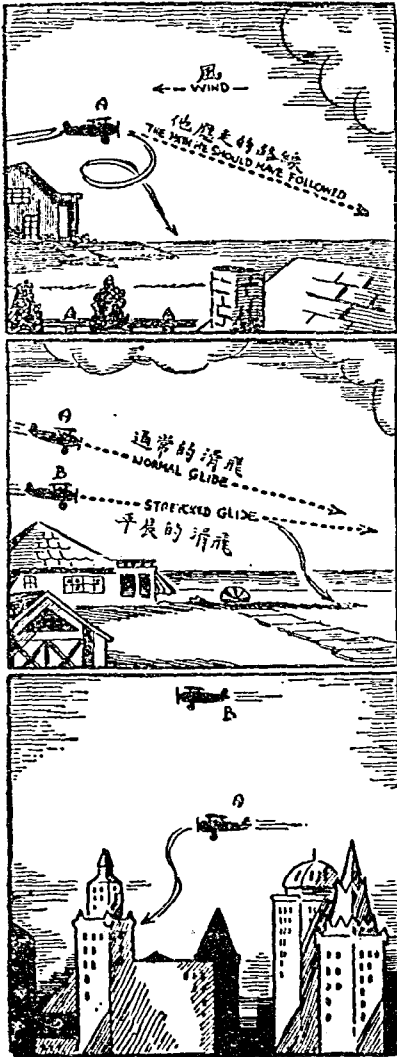 風
← WIND —
A
他應走的路線
THE PATH HE SHOULD HAVE FOLLOWED
A
通常的滑飛
NORMAL GLIDE
B
STRETCHED GLIDE
平長的滑飛
B
A